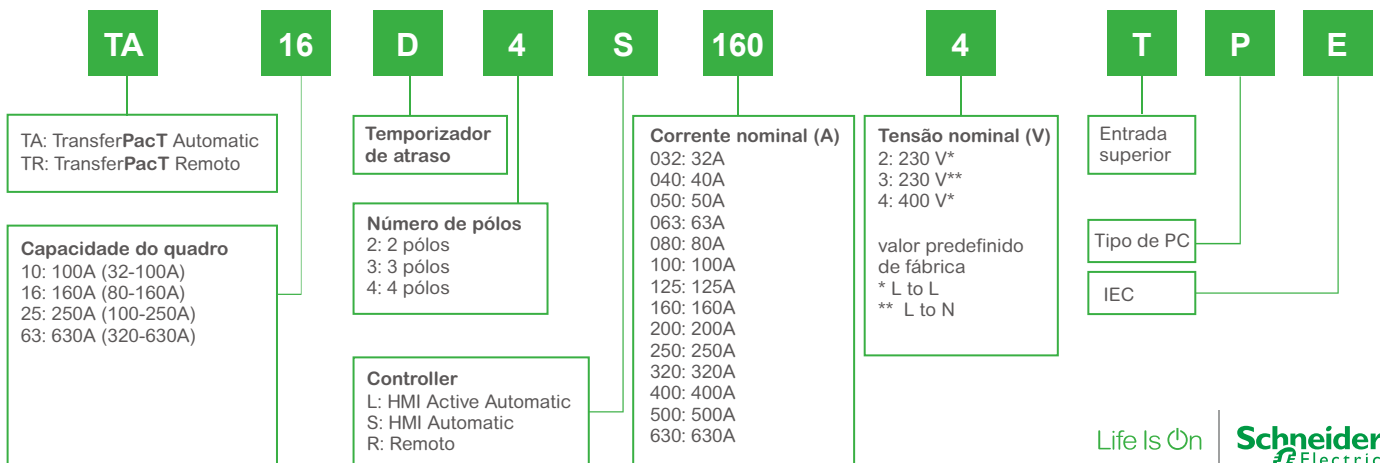 TA 16 D 4 S 160 4 T P E
TA: TransferPacT Automatic
TR: TransferPacT Remoto
Capacidade do quadro
10: 100A (32-100A)
16: 160A (80-160A)
25: 250A (100-250A)
63: 630A (320-630A)
Temporizador
de atraso
Número de pólos
2: 2 pólos
3: 3 pólos
4: 4 pólos
Controller
L: HMI Active Automatic
S: HMI Automatic
R: Remoto
Corrente nominal (A)
032: 32A
040: 40A
050: 50A
063: 63A
080: 80A
100: 100A
125: 125A
160: 160A
200: 200A
250: 250A
320: 320A
400: 400A
500: 500A
630: 630A
Tensão nominal (V)
2: 230 V*
3: 230 V**
4: 400 V*
valor predefinido
de fábrica
* L to L
** L to N
Entrada
superior
Tipo de PC
IEC
Life Is On
Schneider
Electric